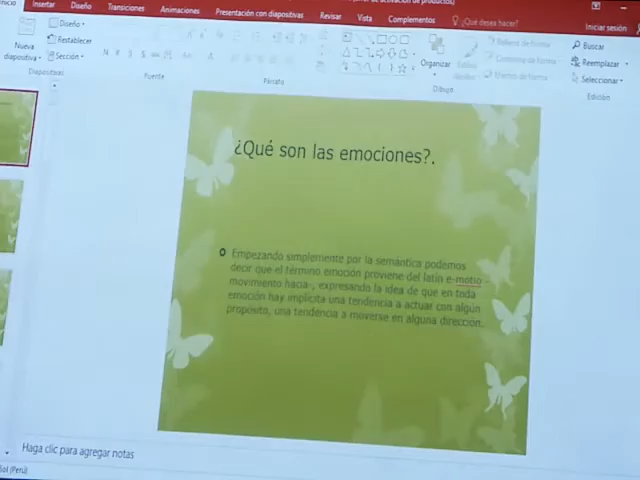 Inicio Insertar Diseño Transiciones Animaciones Presentación con diapositivas Revisar Vista Complementos ¿Qué desea hacer? Iniciar sesión
Nueva
diapositiva
Diseño
Restablecer
Sección
Diapositivas
N K S S
Fuente
Párrafo
Organizar
Estilos
rápidos
Relleno de forma
Contorno de forma
Efectos de forma
Dibujo
Buscar
Reemplazar
Seleccionar
Edición
¿Qué son las emociones?.
Empezando simplemente por la semántica podemos
decir que el término emoción proviene del latín e-motio -
movimiento hacia-, expresando la idea de que en toda
emoción hay implícita una tendencia a actuar con algún
propósito, una tendencia a moverse en alguna dirección.
Haga clic para agregar notas
(Perú)